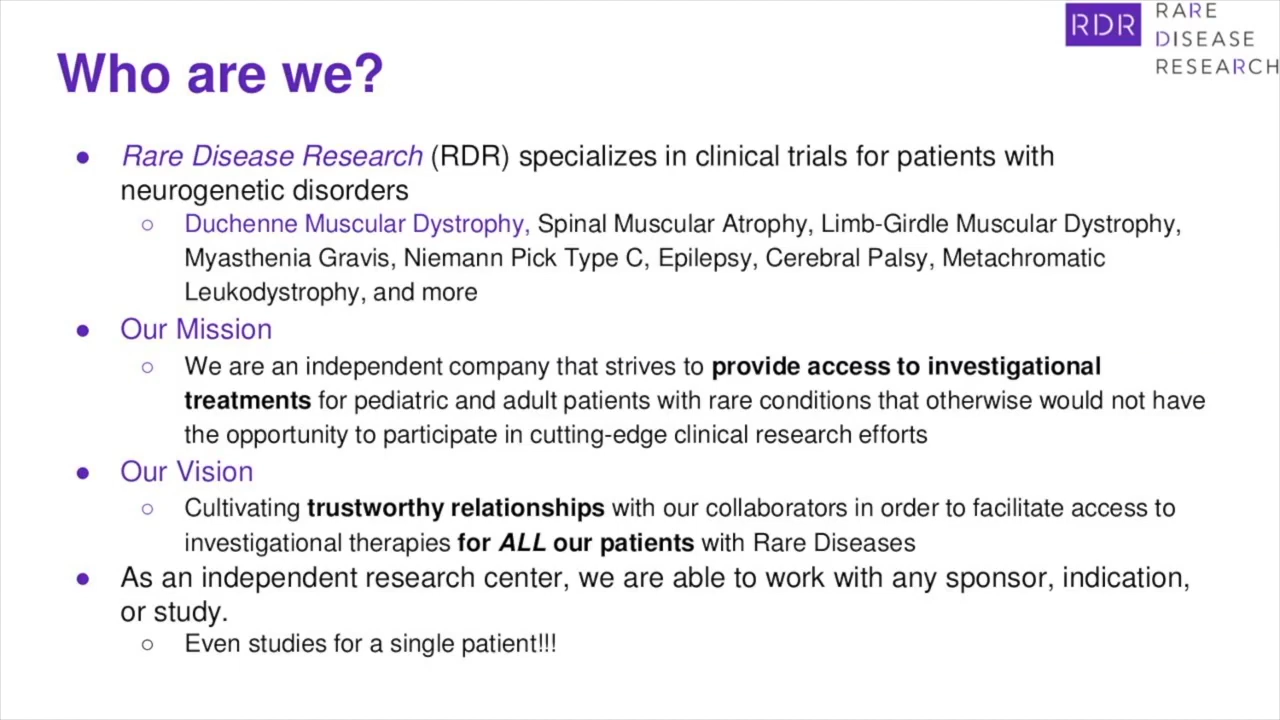 RDR
RARE
DISEASE
RESEARCH
Who are we?
● Rare Disease Research (RDR) specializes in clinical trials for patients with
neurogenetic disorders
○ Duchenne Muscular Dystrophy, Spinal Muscular Atrophy, Limb-Girdle Muscular Dystrophy,
Myasthenia Gravis, Niemann Pick Type C, Epilepsy, Cerebral Palsy, Metachromatic
Leukodystrophy, and more
● Our Mission
○ We are an independent company that strives to provide access to investigational
treatments for pediatric and adult patients with rare conditions that otherwise would not have
the opportunity to participate in cutting-edge clinical research efforts
● Our Vision
○ Cultivating trustworthy relationships with our collaborators in order to facilitate access to
investigational therapies for ALL our patients with Rare Diseases
● As an independent research center, we are able to work with any sponsor, indication,
or study.
○ Even studies for a single patient!!!